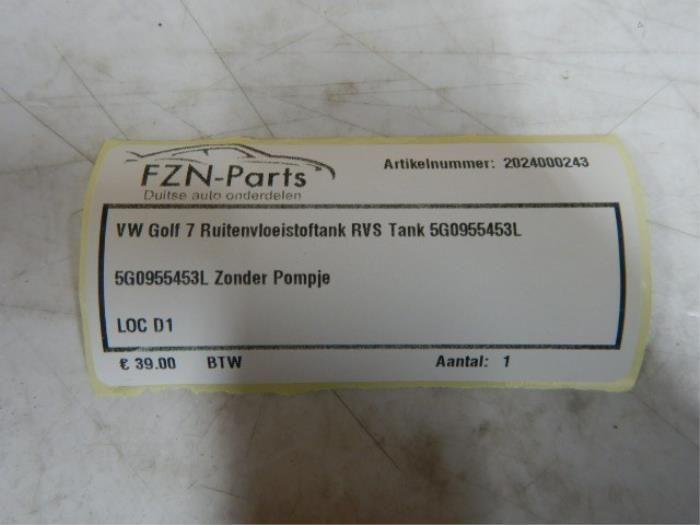 FZN-Parts
Duitse auto onderdelen
Artikelnummer: 2024000243
VW Golf 7 Ruitenvloeistoftank RVS Tank 5G0955453L
5G0955453L Zonder Pompje
LOC D1
€ 39.00 BTW Aantal: 1